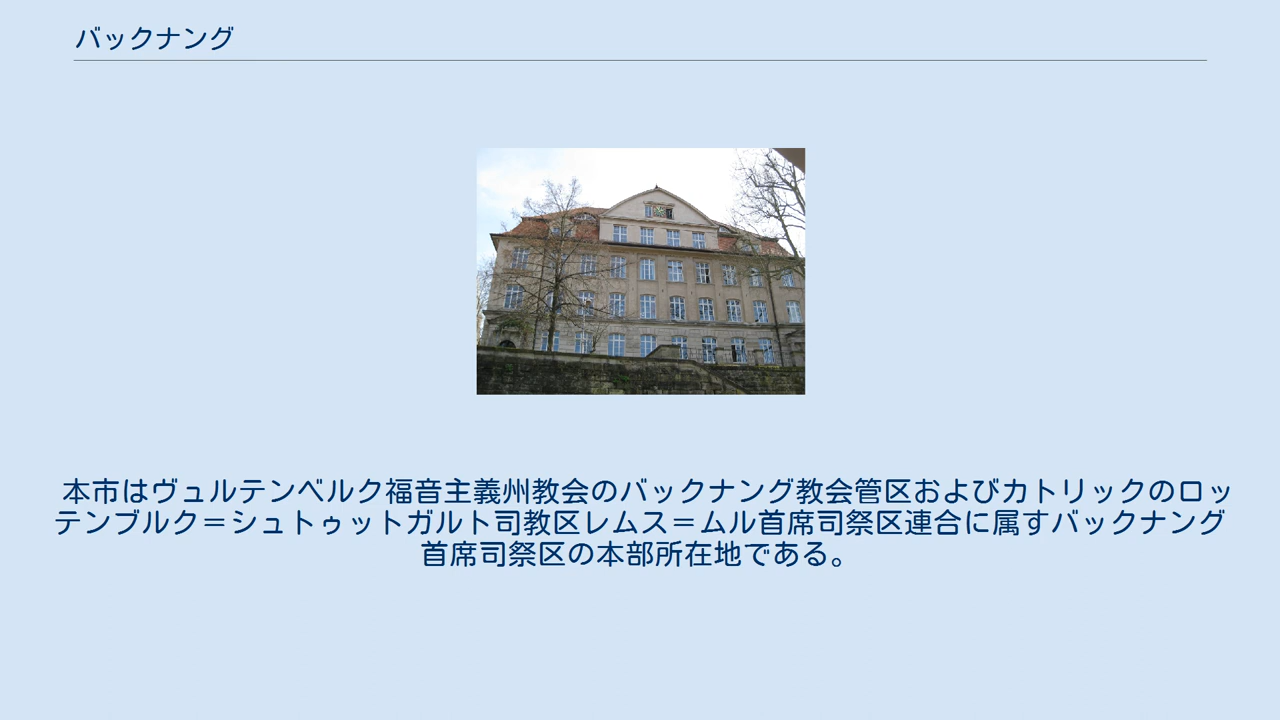 バックナング
本市はヴュルテンベルク福音主義州教会のバックナング教会管区およびカトリックのロッ
テンブルク＝シュトゥットガルト司教区レムス＝ムル首席司祭区連合に属すバックナング
首席司祭区の本部所在地である。